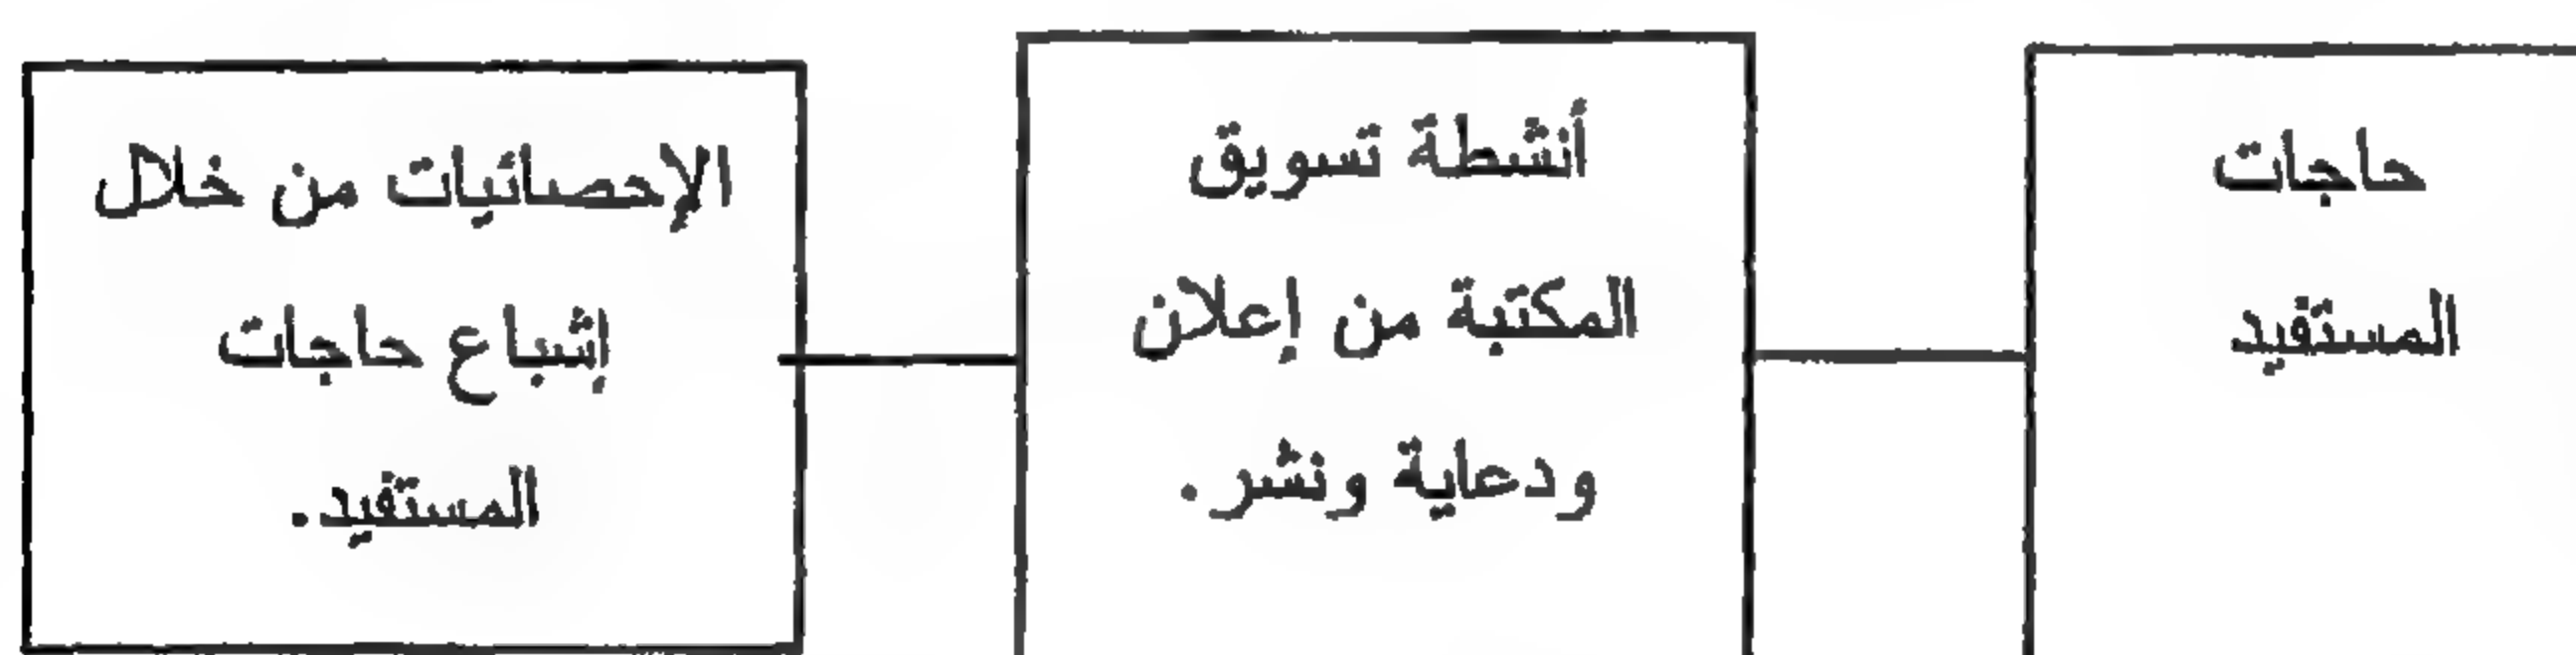 حاجات
المستفيد
أنشطة تسويق
المكتبة من إعلان
ودعاية ونشر.
الإحصائيات من خلال
إشباع حاجات
المستفيد.